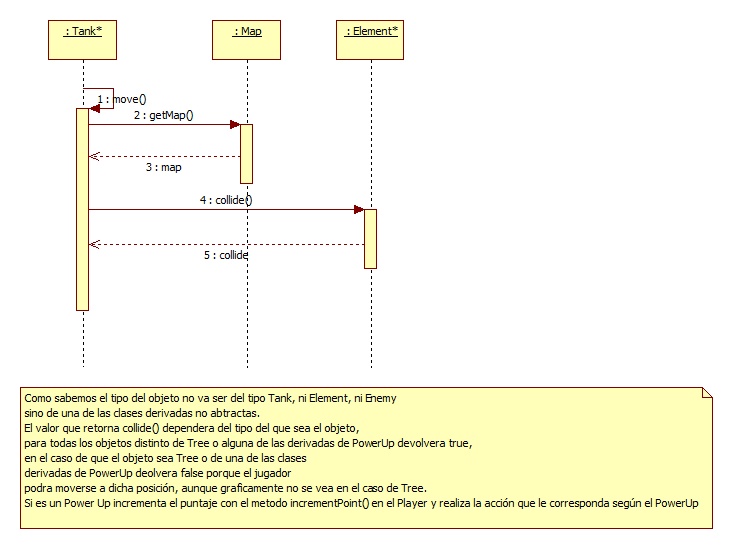 : Tank*
: Map
: Element*
1 : move()
2 : getMap()
3 : map
4 : collide()
5 : collide
Como sabemos el tipo del objeto no va ser del tipo Tank, ni Element, ni Enemy
sino de una de las clases derivadas no abtractas.
El valor que retorna collide() dependera del tipo del que sea el objeto,
para todas los objetos distinto de Tree o alguna de las derivadas de PowerUp devolvera true,
en el caso de que el objeto sea Tree o de una de las clases
derivadas de PowerUp deolvera false porque el jugador
podra moverse a dicha posición, aunque graficamente no se vea en el caso de Tree.
Si es un Power Up incrementa el puntaje con el metodo incrementPoint() en el Player y realiza la acción que le corresponda según el PowerUp